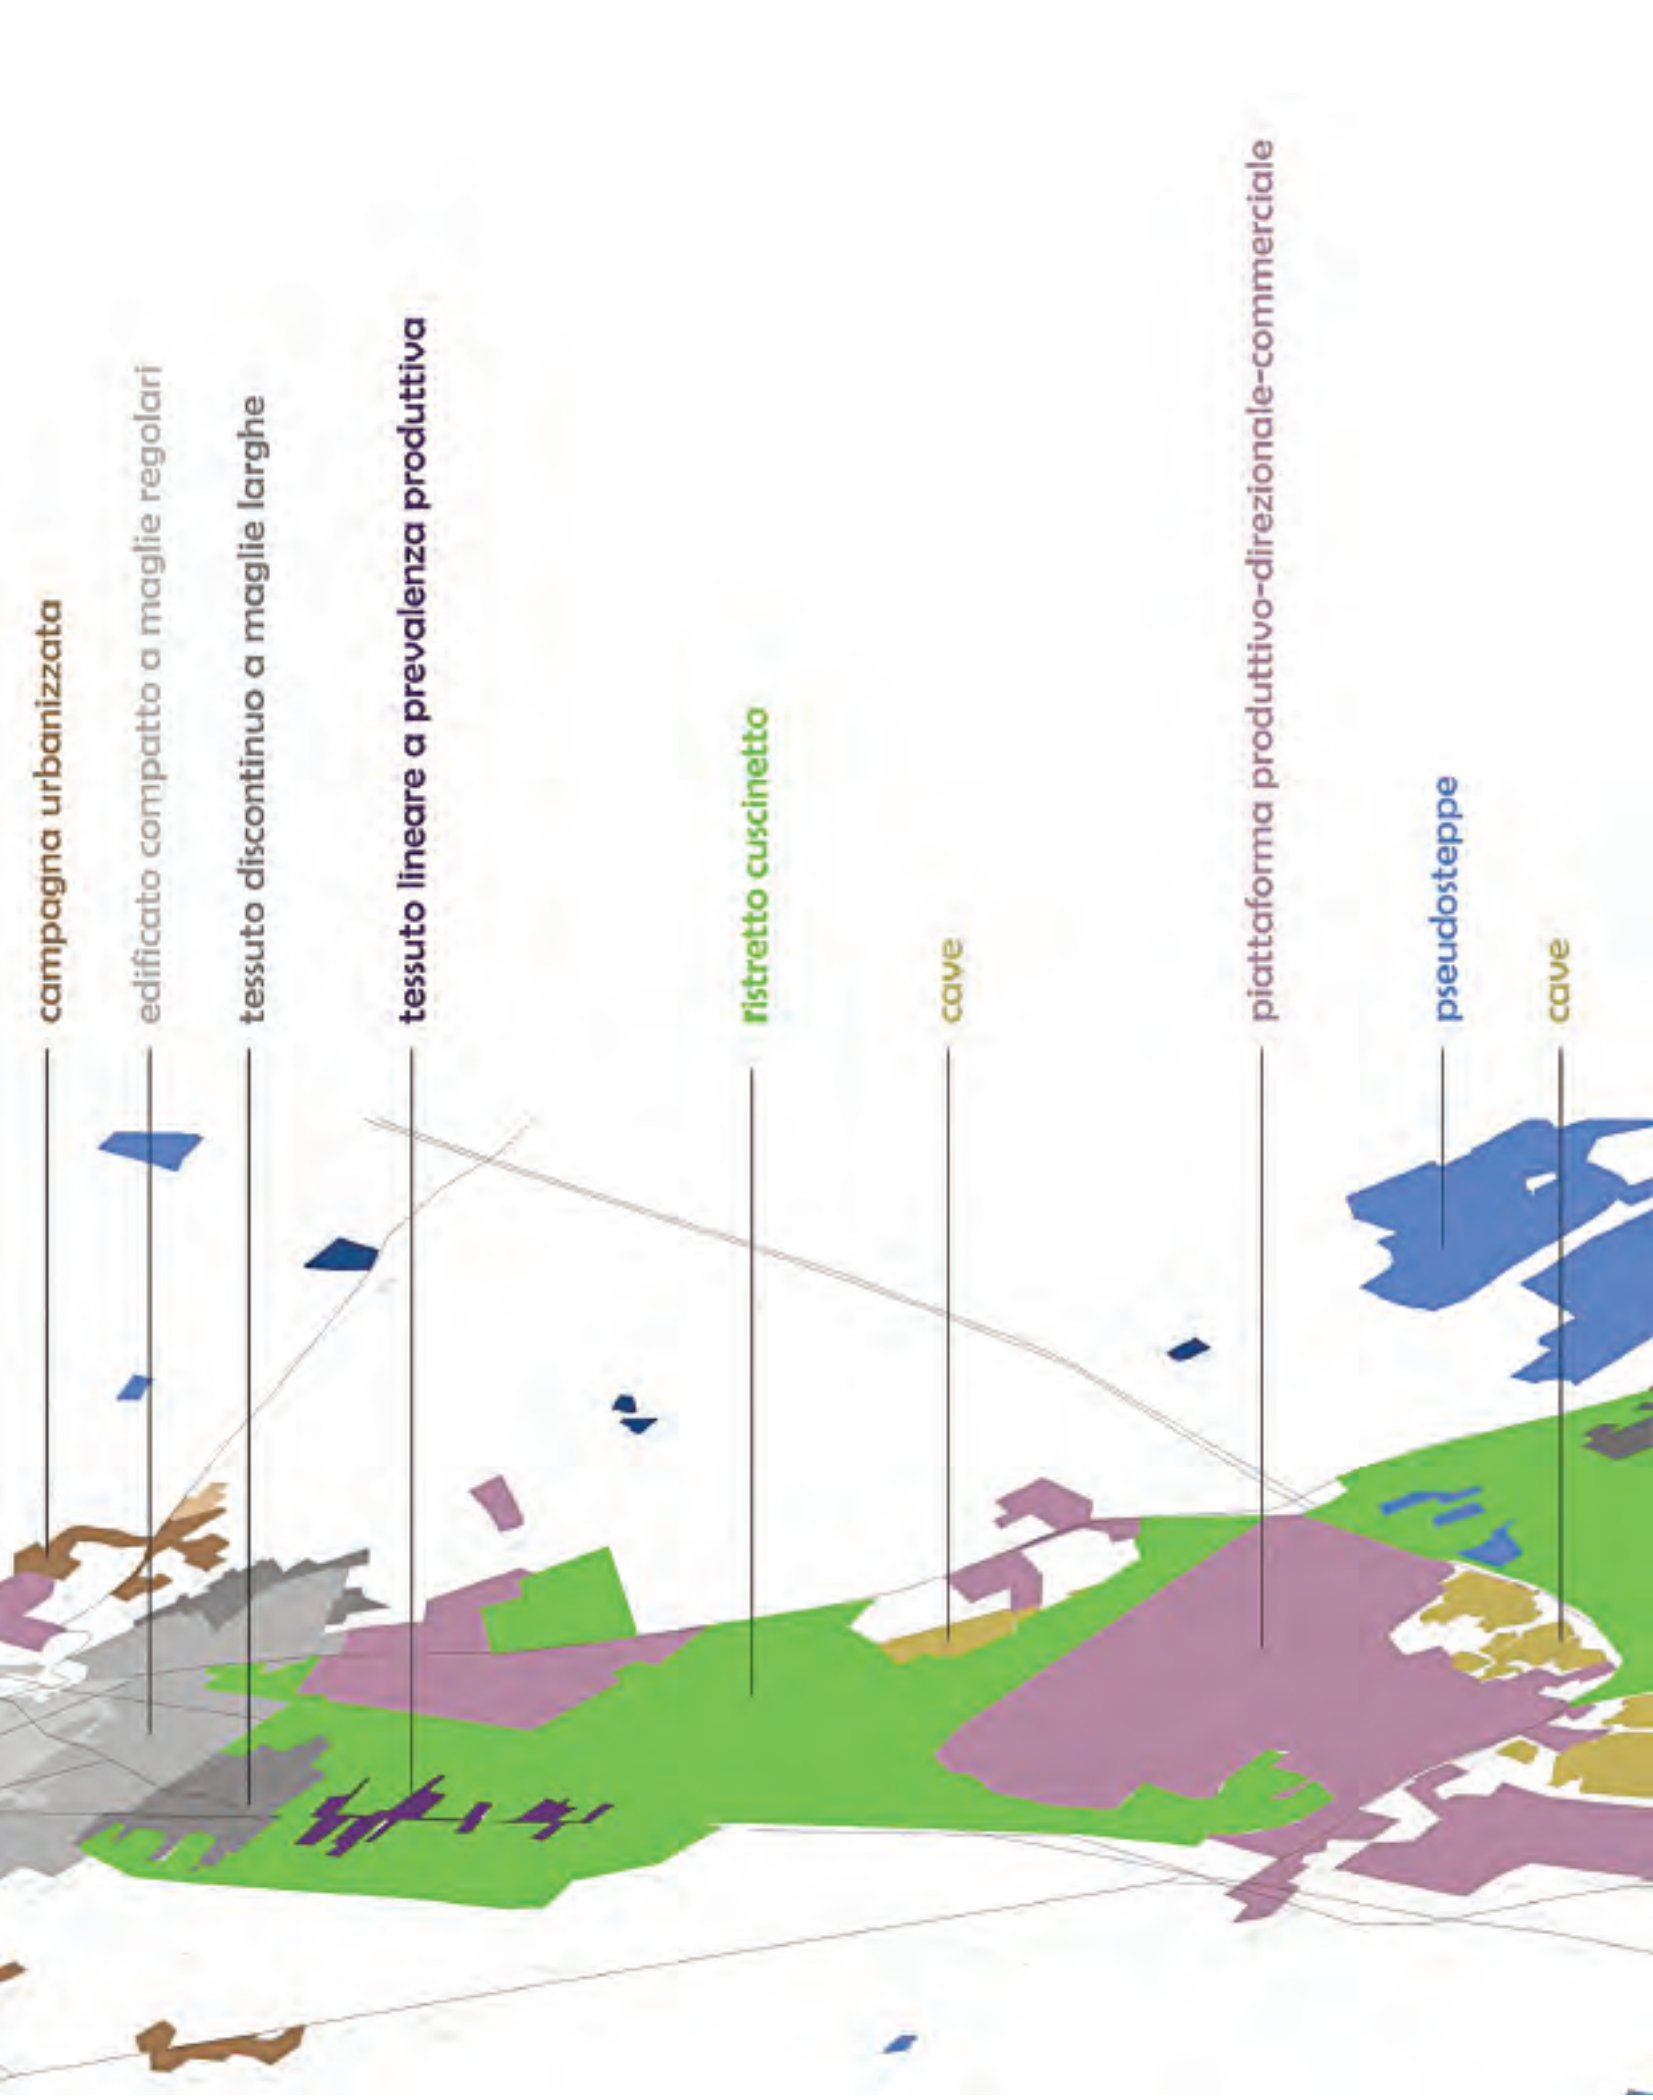 campagna urbanizzata
edificato compatto a maglie regolari
tessuto discontinuo a maglie larghe
tessuto lineare a prevalenza produttiva
ristretto cuscinetto
cave
piattaforma produttivo-direzionale-commerciale
pseudosteppe
cave